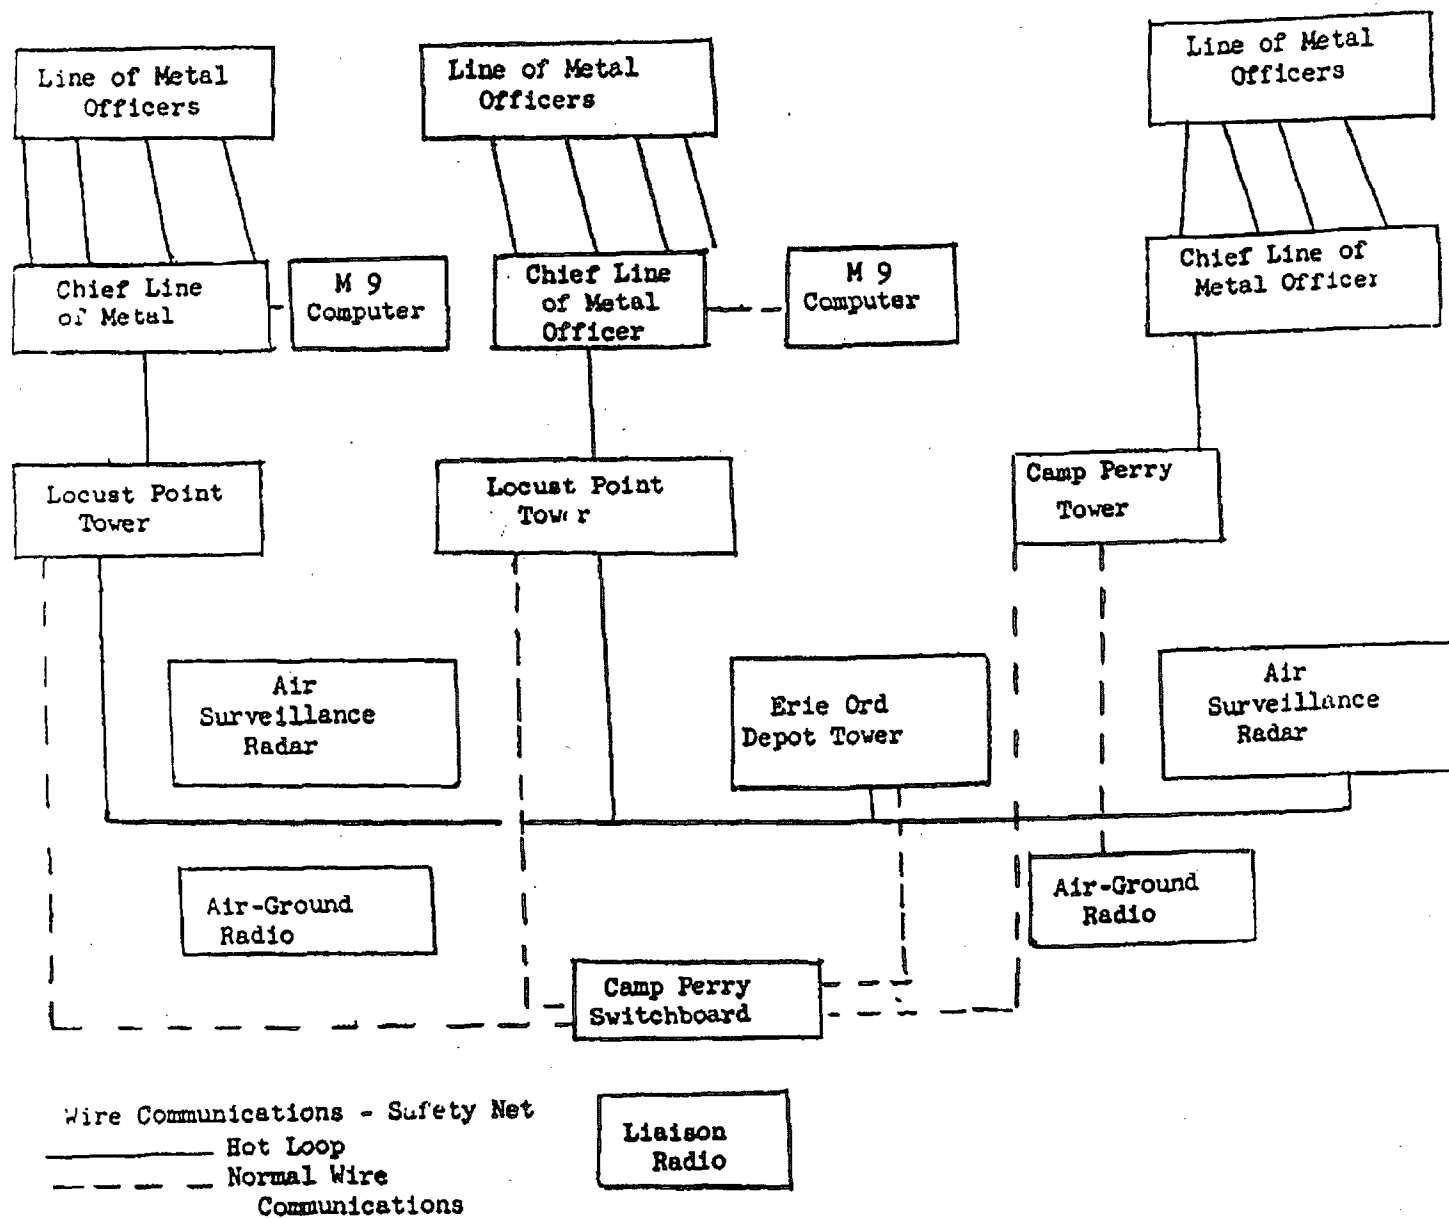 Line of Metal
Officers
Line of Metal
Officers
Line of Metal
Officers
Chief Line
of Metal
M 9
Computer
Chief Line
of Metal
Officer
M 9
Computer
Chief Line of
Metal Officer
Locust Point
Tower
Locust Point
Tower
Camp Perry
Tower
Air
Surveillance
Radar
Erie Ord
Depot Tower
Air
Surveillance
Radar
Air-Ground
Radio
Air-Ground
Radio
Camp Perry
Switchboard
Wire Communications - Safety Net
Hot Loop
Normal Wire
Communications
Liaison
Radio